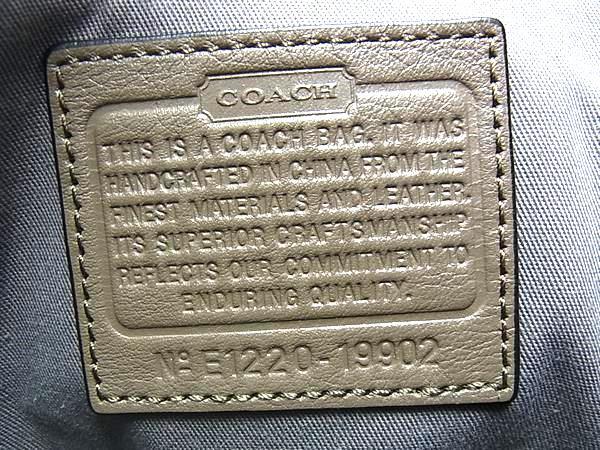 COACH
THIS IS A COACH BAG. IT WAS
HANDCRAFTED IN CHINA FROM THE
FINEST MATERIALS AND LEATHER.
ITS SUPERIOR CRAFTSMANSHIP
REFLECTS OUR COMMITMENT TO
ENDURING QUALITY.
No E1220-19902